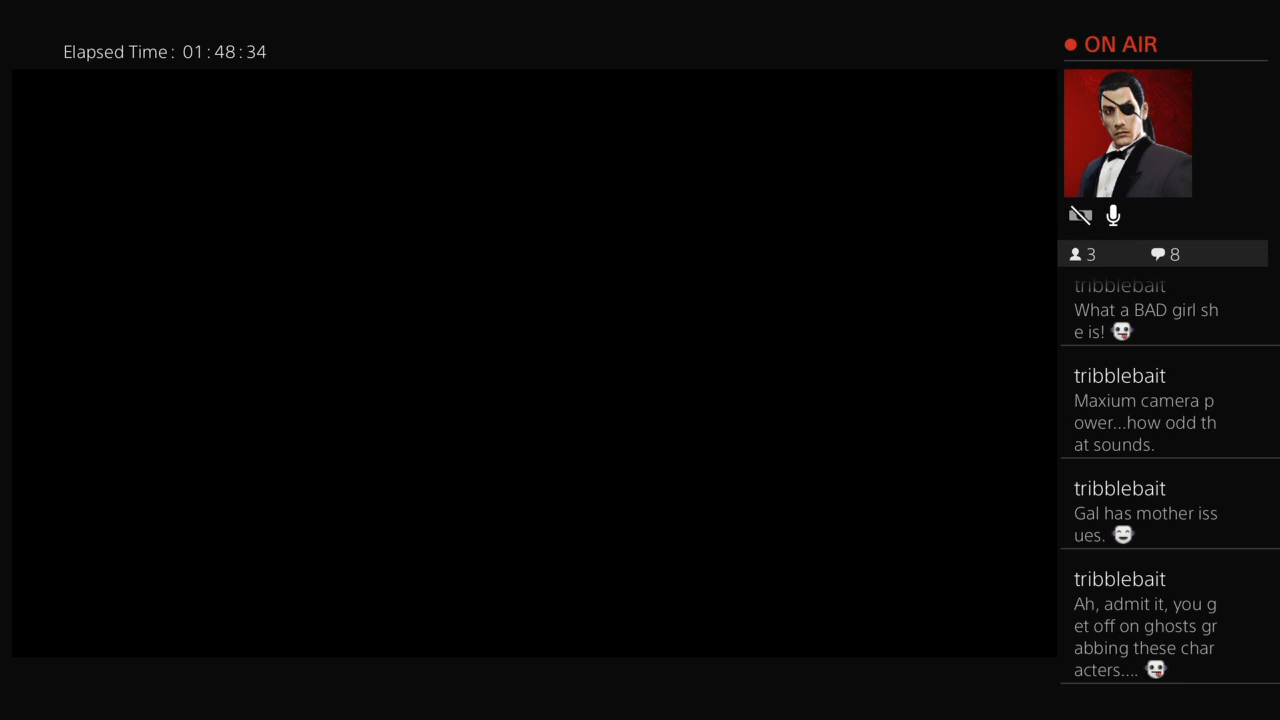 Elapsed Time: 01:48:34
ON AIR
3 8
tribblebait
What a BAD girl sh
e is!
tribblebait
Maxium camera p
ower...how odd th
at sounds.
tribblebait
Gal has mother iss
ues.
tribblebait
Ah, admit it, you g
et off on ghosts gr
abbing these char
acters....